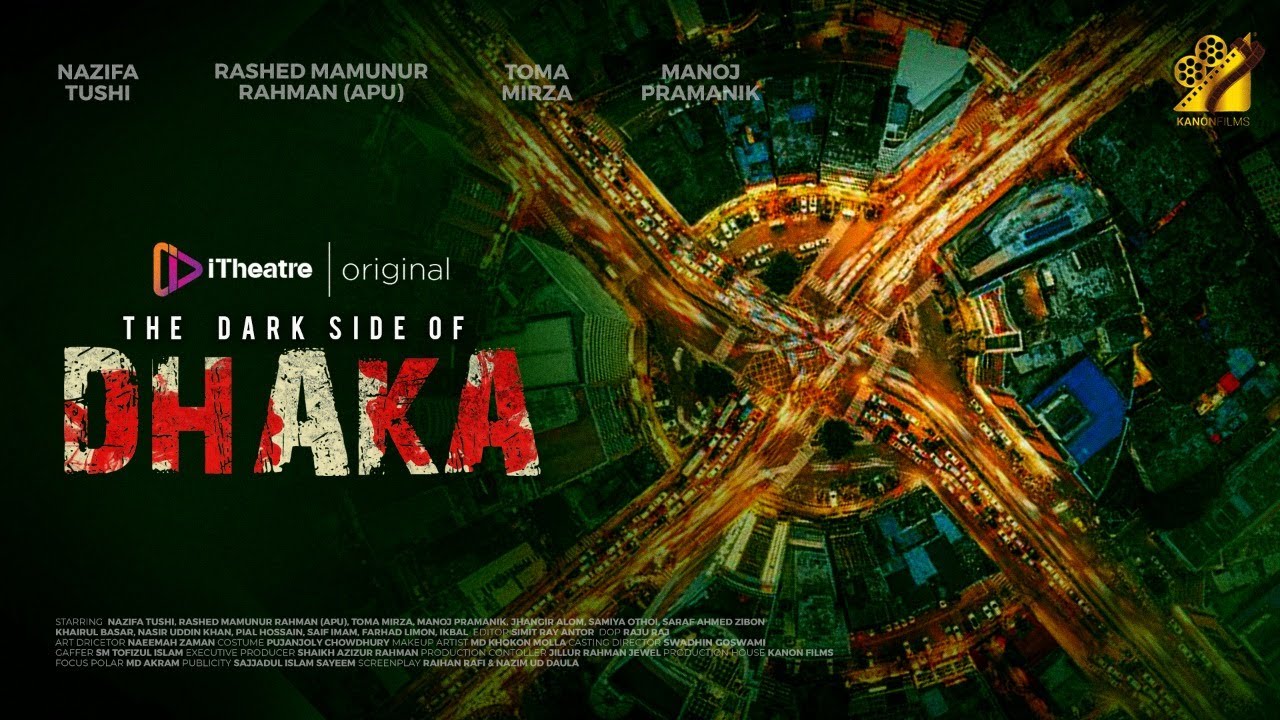 NAZIFA
TUSHI
RASHED MAMUNUR
RAHMAN (APU)
TOMA
MIRZA
MANOJ
PRAMANIK
KANONFILMS
iTheatre original
THE DARK SIDE OF
DHAKA
STARRING NAZIFA TUSHI, RASHED MAMUNUR RAHMAN (APU), TOMA MIRZA, MANOJ PRAMANIK, JHANGIR ALOM, SAMIYA OTHOI, SARAF AHMED ZIBON
KHAIRUL BASAR, NASIR UDDIN KHAN, PIAL HOSSAIN, SAIF IMAM, FARHAD LIMON, IKBAL EDITOR SIMIT RAY ANTOR DOP RAJU RAJ
ART DRICETOR NAEEMAH ZAMAN COSTUME PUJANJOLY CHOWDHURY MAKEUP ARTIST MD KHOKON MOLLA CASTING DIRECTOR SWADHIN GOSWAMI
GAFFER SM TOFIZUL ISLAM EXECUTIVE PRODUCER SHAIKH AZIZUR RAHMAN PRODUCTION CONTOLLER JILLUR RAHMAN JEWEL PRODUCTION HOUSE KANON FILMS
FOCUS POLAR MD AKRAM PUBLICITY SAJJADUL ISLAM SAYEEM SCREENPLAY RAIHAN RAFI & NAZIM UD DAULA